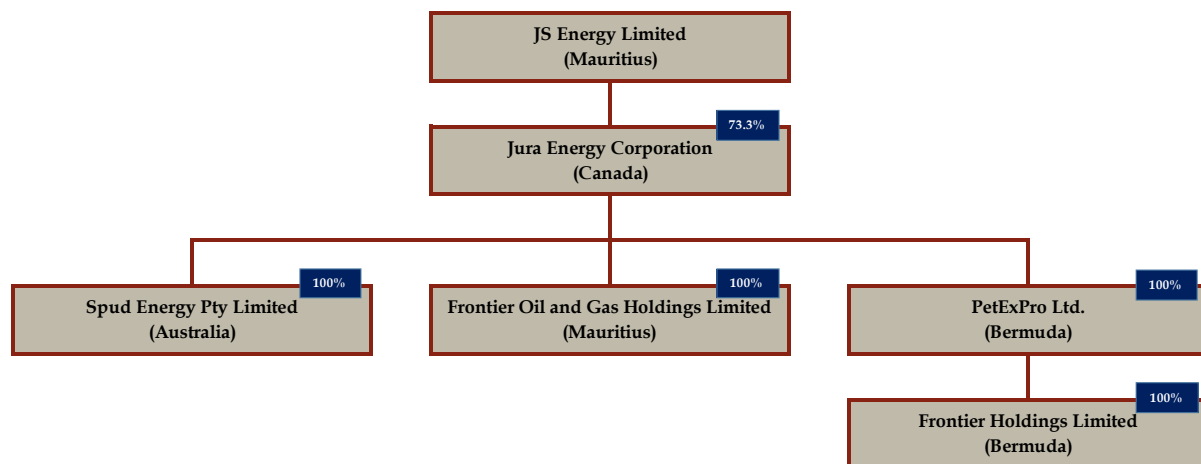 JS Energy Limited
(Mauritius)
73.3%
Jura Energy Corporation
(Canada)
100%
Spud Energy Pty Limited
(Australia)
100%
Frontier Oil and Gas Holdings Limited
(Mauritius)
100%
PetExPro Ltd.
(Bermuda)
100%
Frontier Holdings Limited
(Bermuda)